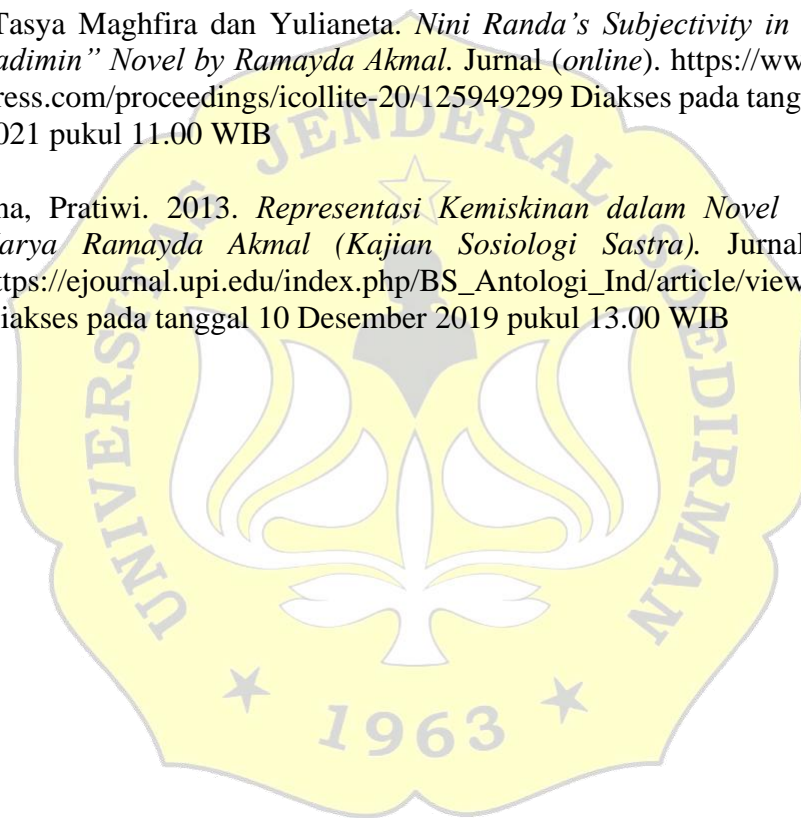 Tasya Maghfira dan Yulianeta. Nini Randa’s Subjectivity in
adimin” Novel by Ramayda Akmal. Jurnal (online). https://ww
ress.com/proceedings/icollite-20/125949299 Diakses pada tang
021 pukul 11.00 WIB
na, Pratiwi. 2013. Representasi Kemiskinan dalam Novel
arya Ramayda Akmal (Kajian Sosiologi Sastra). Jurnal
ttps://ejournal.upi.edu/index.php/BS_Antologi_Ind/article/view
iakses pada tanggal 10 Desember 2019 pukul 13.00 WIB
UNIVERSITAS JENDERAL SOEDIRMAN
1963